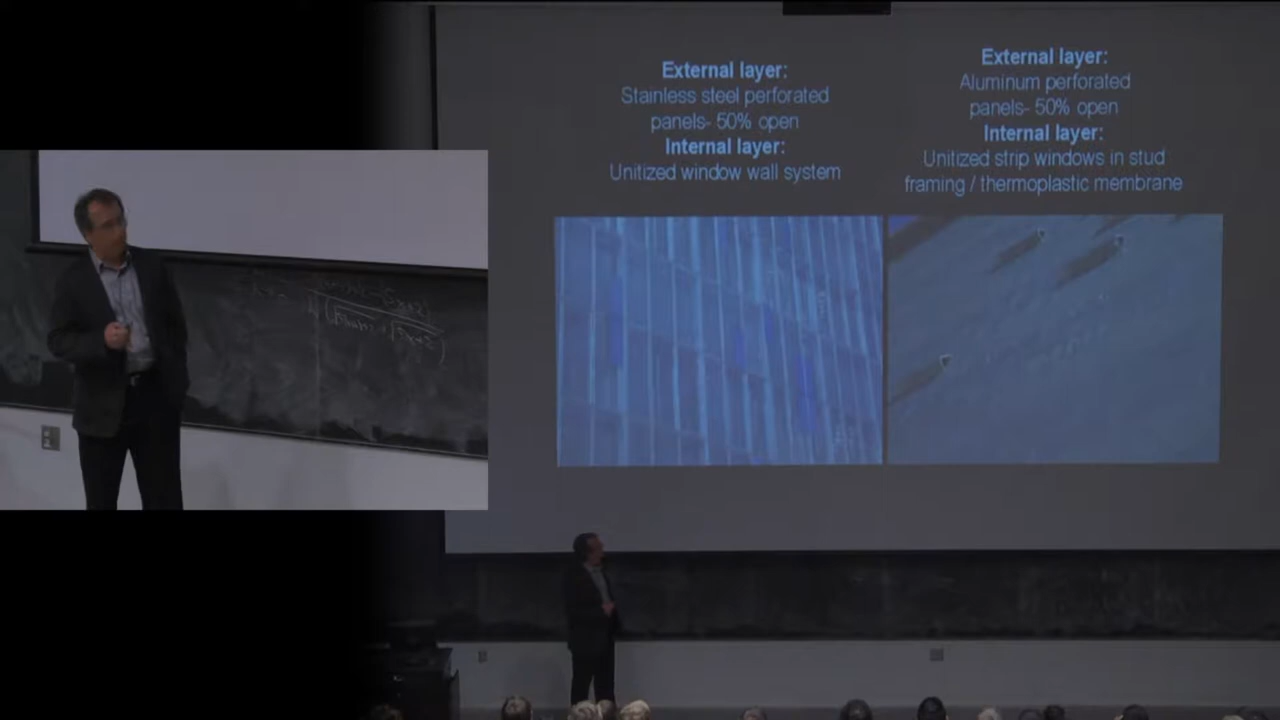 External layer:
Stainless steel perforated
panels- 50% open
Internal layer:
Unitized window wall system
External layer:
Aluminum perforated
panels- 50% open
Internal layer:
Unitized strip windows in stud
framing / thermoplastic membrane